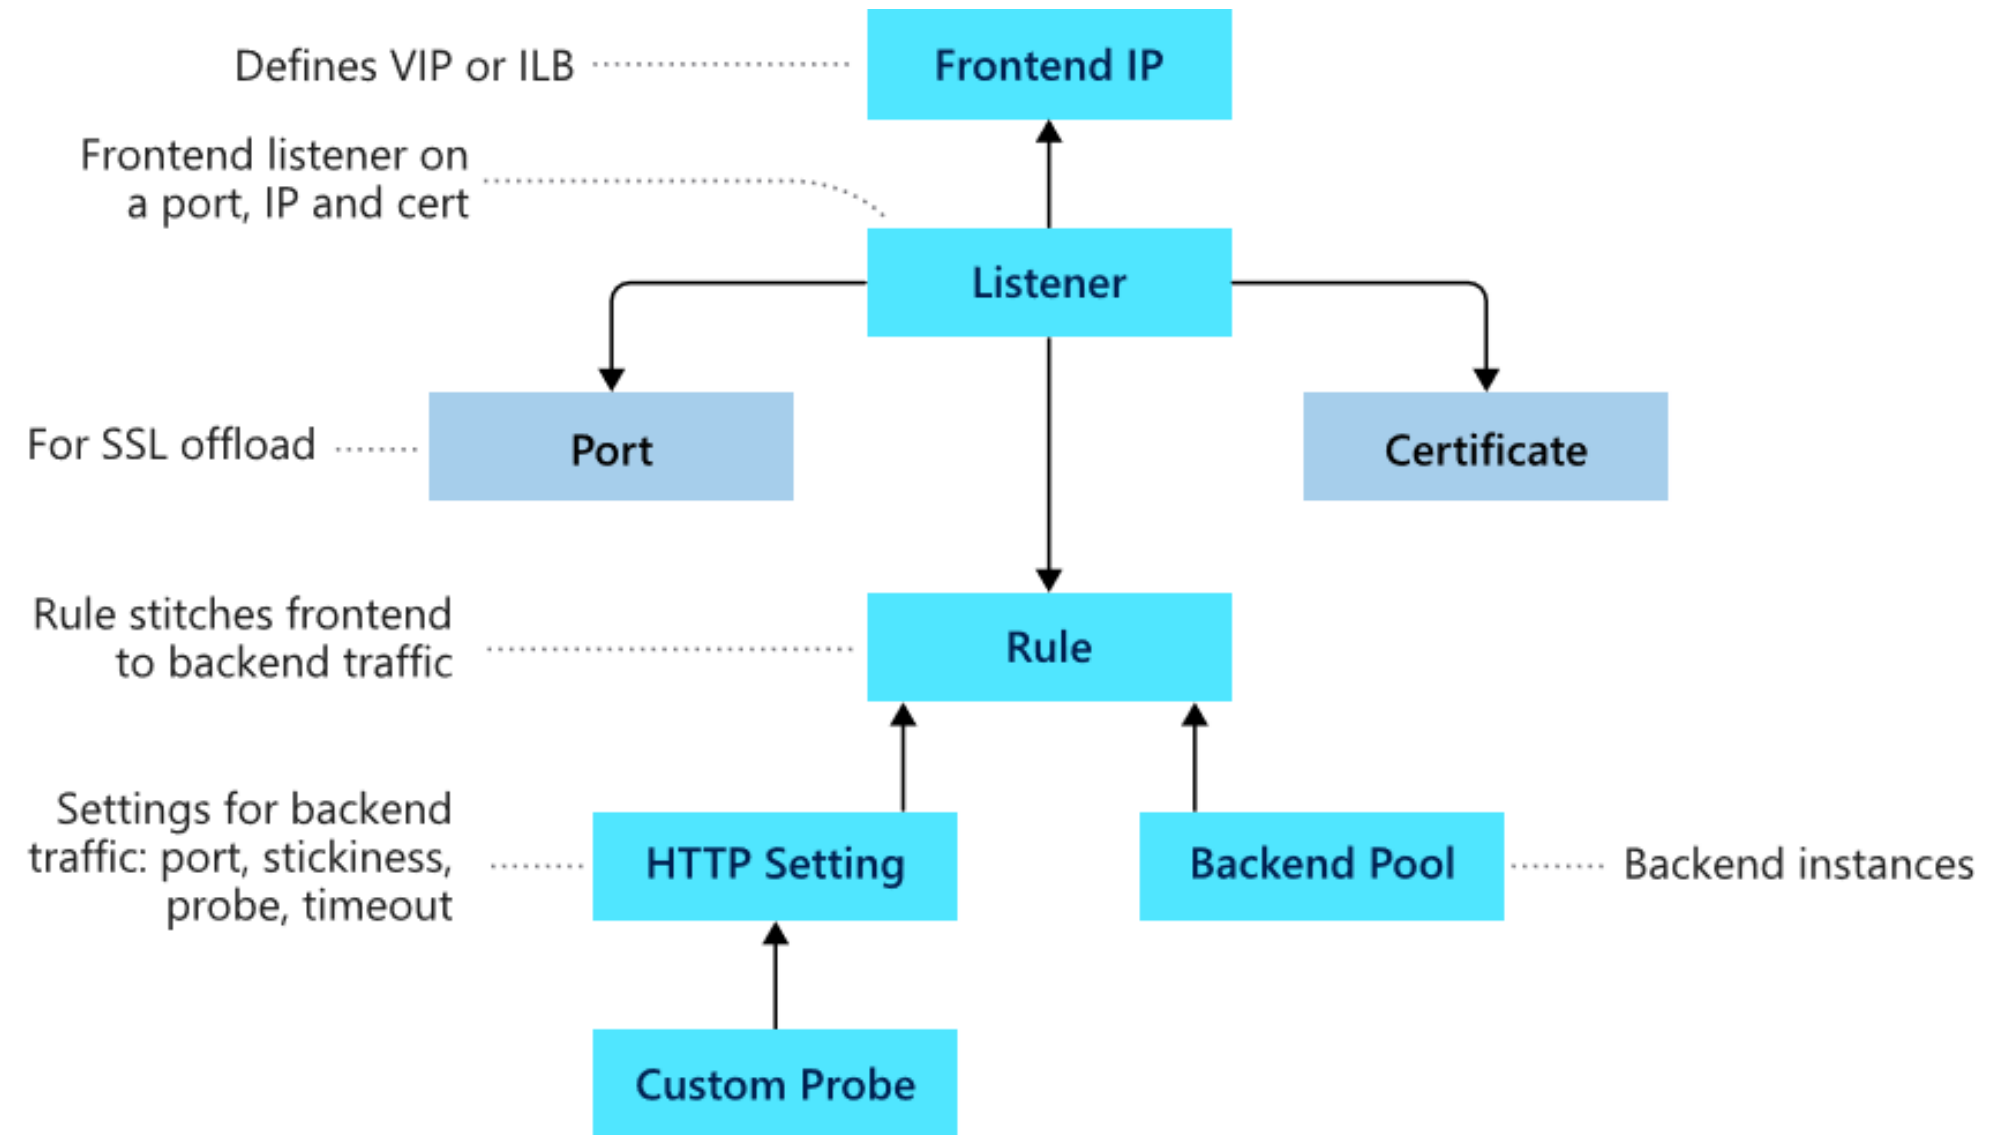 Defines VIP or ILB
Frontend IP
Frontend listener on
a port, IP and cert
Listener
For SSL offload
Port
Certificate
Rule stitches frontend
to backend traffic
Rule
Settings for backend
traffic: port, stickiness,
probe, timeout
HTTP Setting
Backend Pool
Backend instances
Custom Probe